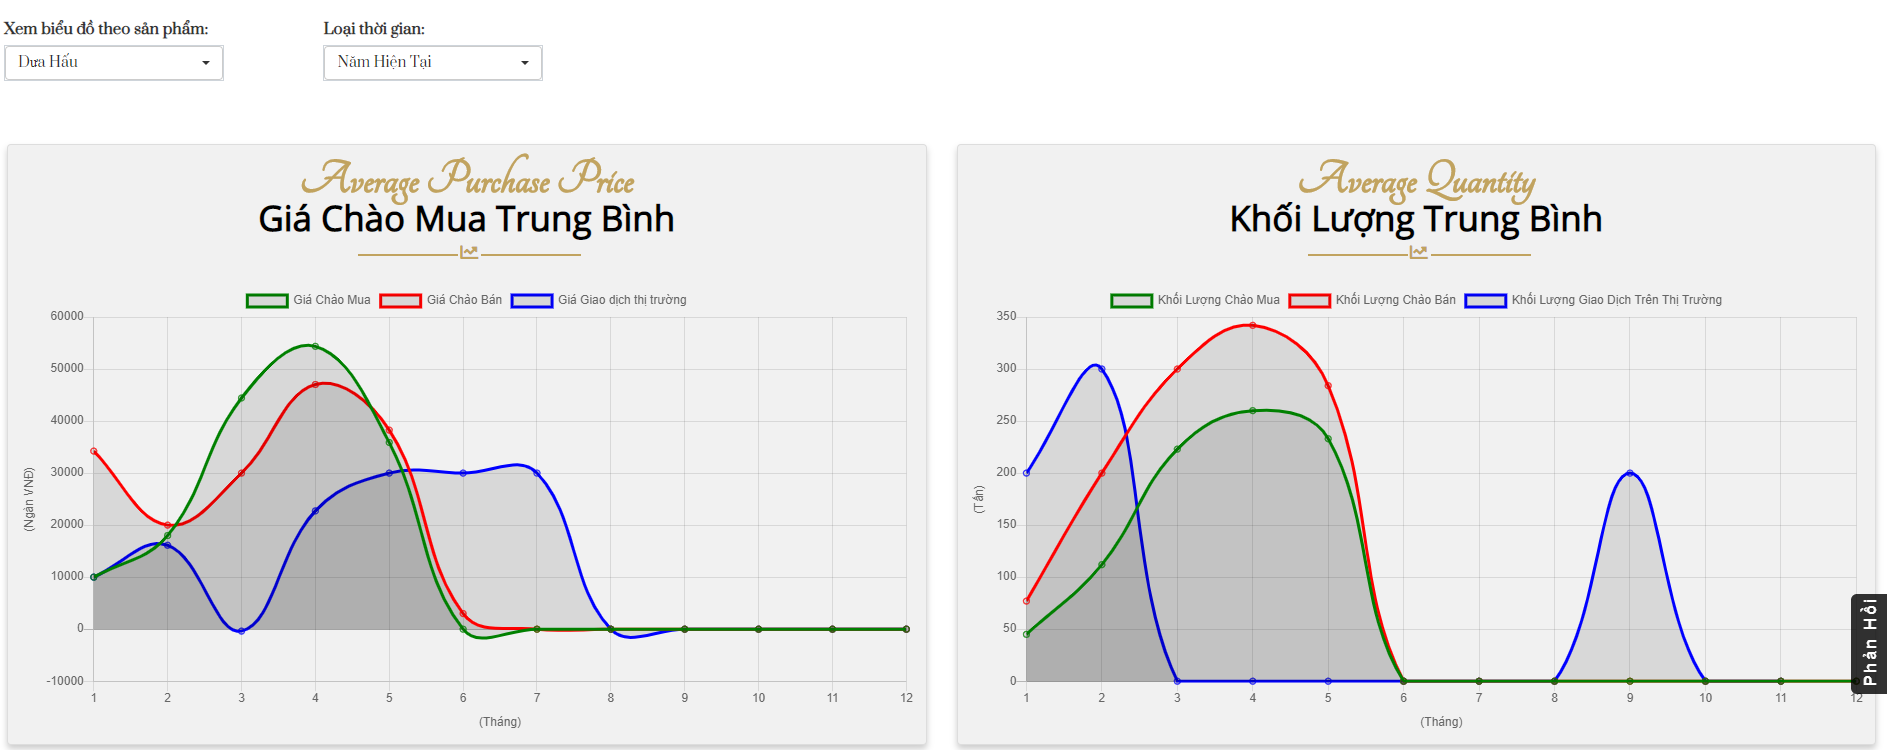 Xem biểu đồ theo sản phẩm:
Loại thời gian:
Dưa Hấu
Năm Hiện Tại
Average Purchase Price
Giá Chào Mua Trung Bình
Giá Chào Mua
Giá Chào Bán
Giá Giao dịch thị trường
60000
50000
40000
30000
20000
10000
0
-10000
(Ngàn VNĐ)
1 2 3 4 5 6 7 8 9 10 11 12
(Tháng)
Average Quantity
Khối Lượng Trung Bình
Khối Lượng Chào Mua
Khối Lượng Chào Bán
Khối Lượng Giao Dịch Trên Thị Trường
350
300
250
200
150
100
50
0
(Tấn)
1 2 3 4 5 6 7 8 9 10 11 12
(Tháng)
Phản Hồi